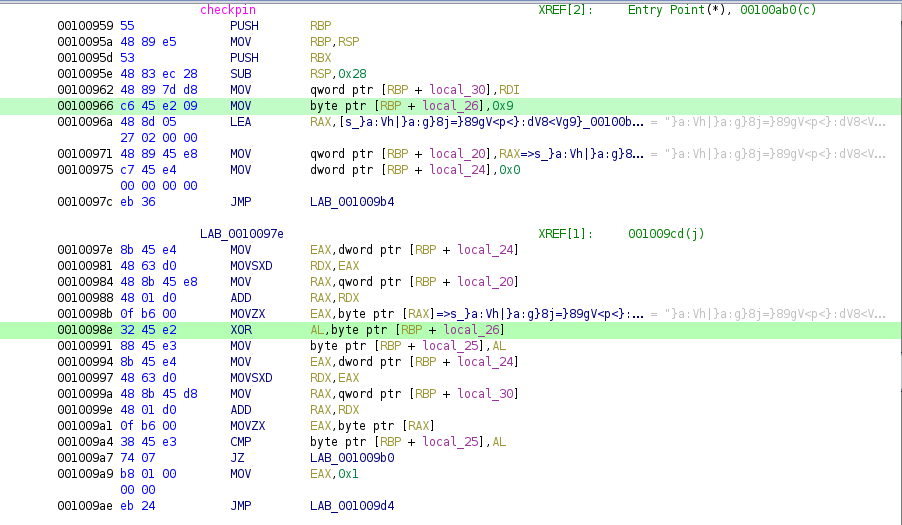 checkpin XREF[2]: Entry Point(*), 00100ab0(c)
00100959 55 PUSH RBP
0010095a 48 89 e5 MOV RBP,RSP
0010095d 53 PUSH RBX
0010095e 48 83 ec 28 SUB RSP,0x28
00100962 48 89 7d d8 MOV qword ptr [RBP + local_30],RDI
00100966 c6 45 e2 09 MOV byte ptr [RBP + local_26],0x9
0010096a 48 8d 05 LEA RAX,[s_}a:Vh|}a:g}8j=}89gV<p<}:dV8<Vg9}_00100b... = "}a:Vh|}a:g}8j=}89gV<p<}:dV8<V...
27 02 00 00
00100971 48 89 45 e8 MOV qword ptr [RBP + local_20],RAX=>s_}a:Vh|}a:g}8... = "}a:Vh|}a:g}8j=}89gV<p<}:dV8<V...
00100975 c7 45 e4 MOV dword ptr [RBP + local_24],0x0
00 00 00 00
0010097c eb 36 JMP LAB_001009b4
LAB_0010097e XREF[1]: 001009cd(j)
0010097e 8b 45 e4 MOV EAX,dword ptr [RBP + local_24]
00100981 48 63 d0 MOVSXD RDX,EAX
00100984 48 8b 45 e8 MOV RAX,qword ptr [RBP + local_20]
00100988 48 01 d0 ADD RAX,RDX
0010098b 0f b6 00 MOVZX EAX,byte ptr [RAX]=>s_}a:Vh|}a:g}8j=}89gV<p<}:... = "}a:Vh|}a:g}8j=}89gV<p<}:dV8<V...
0010098e 32 45 e2 XOR AL,byte ptr [RBP + local_26]
00100991 88 45 e3 MOV byte ptr [RBP + local_25],AL
00100994 8b 45 e4 MOV EAX,dword ptr [RBP + local_24]
00100997 48 63 d0 MOVSXD RDX,EAX
0010099a 48 8b 45 d8 MOV RAX,qword ptr [RBP + local_30]
0010099e 48 01 d0 ADD RAX,RDX
001009a1 0f b6 00 MOVZX EAX,byte ptr [RAX]
001009a4 38 45 e3 CMP byte ptr [RBP + local_25],AL
001009a7 74 07 JZ LAB_001009b0
001009a9 b8 01 00 MOV EAX,0x1
00 00
001009ae eb 24 JMP LAB_001009d4